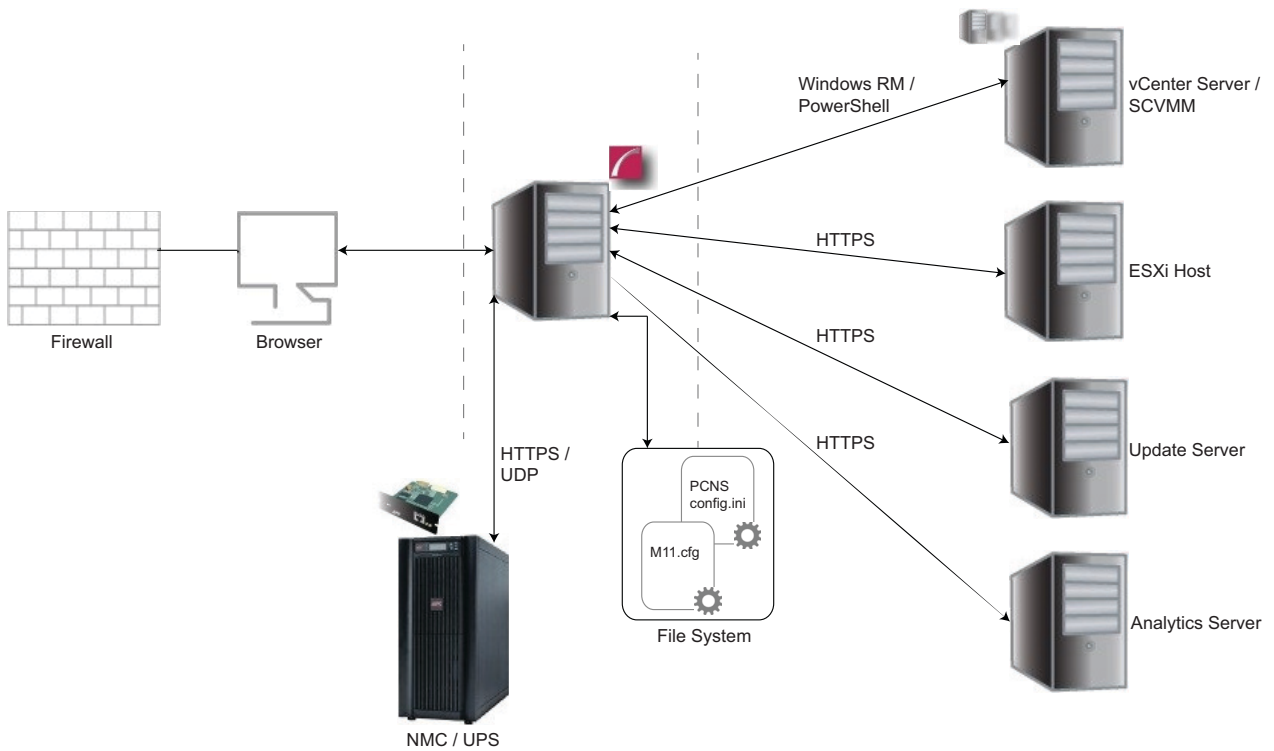 Windows RM /
PowerShell
vCenter Server /
SCVMM
HTTPS
ESXi Host
Firewall
Browser
HTTPS
Update Server
HTTPS
HTTPS /
UDP
PCNS
config.ini
M11.cfg
File System
Analytics Server
NMC / UPS